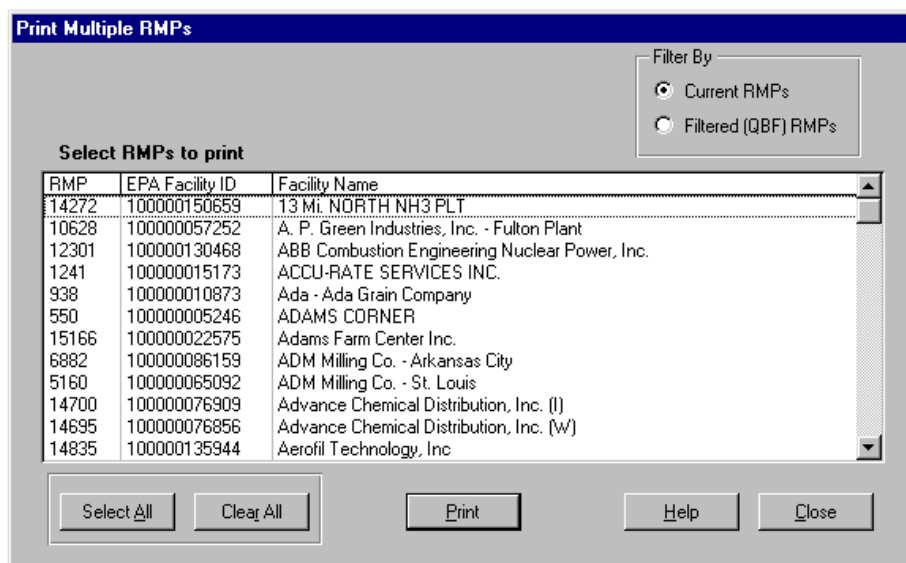 Print Multiple RMPs
Filter By
Current RMPs
Filtered (QBF) RMPs
Select RMPs to print
RMP EPA Facility ID Facility Name
14272 100000150659 13 Mi. NORTH NH3 PLT
10628 100000057252 A. P. Green Industries, Inc. - Fulton Plant
12301 100000130468 ABB Combustion Engineering Nuclear Power, Inc.
1241 100000015173 ACCU-RATE SERVICES INC.
938 100000010873 Ada - Ada Grain Company
550 100000005246 ADAMS CORNER
15166 100000022575 Adams Farm Center Inc.
6882 100000086159 ADM Milling Co. - Arkansas City
5160 100000065092 ADM Milling Co. - St. Louis
14700 100000076909 Advance Chemical Distribution, Inc. (I)
14695 100000076856 Advance Chemical Distribution, Inc. (W)
14835 100000135944 Aerofil Technology, Inc
Select All Clear All Print Help Close